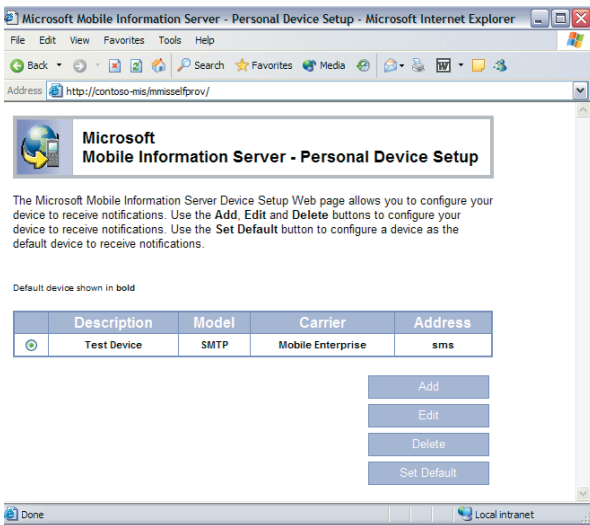 Microsoft Mobile Information Server - Personal Device Setup - Microsoft Internet Explorer
File Edit View Favorites Tools Help
Back Search Favorites Media
Address http://contoso-mis/mmisselfprov/
Microsoft
Mobile Information Server - Personal Device Setup
The Microsoft Mobile Information Server Device Setup Web page allows you to configure your
device to receive notifications. Use the Add, Edit and Delete buttons to configure your
device to receive notifications. Use the Set Default button to configure a device as the
default device to receive notifications.
Default device shown in bold
Description Model Carrier Address
Test Device SMTP Mobile Enterprise sms
Add
Edit
Delete
Set Default
Done Local intranet